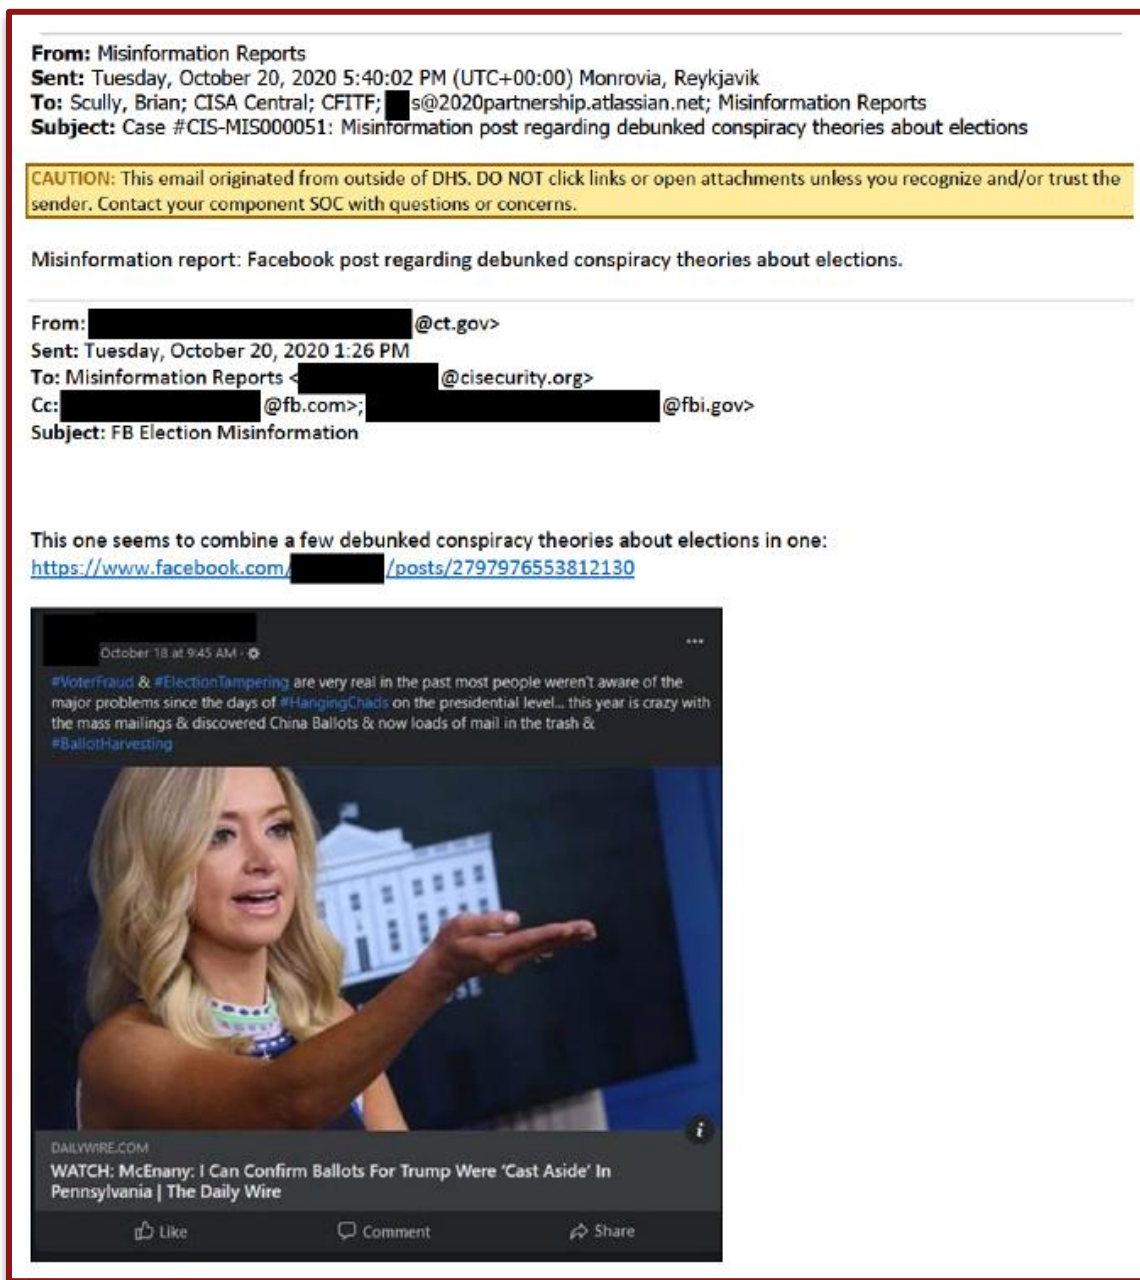 From: Misinformation Reports
Sent: Tuesday, October 20, 2020 5:40:02 PM (UTC+00:00) Monrovia, Reykjavik
To: Scully, Brian; CISA Central; CFITF; s@2020partnership.atlassian.net; Misinformation Reports
Subject: Case #CIS-MIS000051: Misinformation post regarding debunked conspiracy theories about elections
CAUTION: This email originated from outside of DHS. DO NOT click links or open attachments unless you recognize and/or trust the
sender. Contact your component SOC with questions or concerns.
Misinformation report: Facebook post regarding debunked conspiracy theories about elections.
From: @ct.gov>
Sent: Tuesday, October 20, 2020 1:26 PM
To: Misinformation Reports < @cisecurity.org>
Cc: @fb.com>; @fbi.gov>
Subject: FB Election Misinformation
This one seems to combine a few debunked conspiracy theories about elections in one:
https://www.facebook.com/ /posts/2797976553812130
October 18 at 9:45 AM ·
...
#VoterFraud & #ElectionTampering are very real in the past most people weren't aware of the
major problems since the days of #HangingChads on the presidential level... this year is crazy with
the mass mailings & discovered China Ballots & now loads of mail in the trash &
#BallotHarvesting
i
DAILYWIRE.COM
WATCH: McEnany: I Can Confirm Ballots For Trump Were 'Cast Aside' In
Pennsylvania | The Daily Wire
Like Comment Share